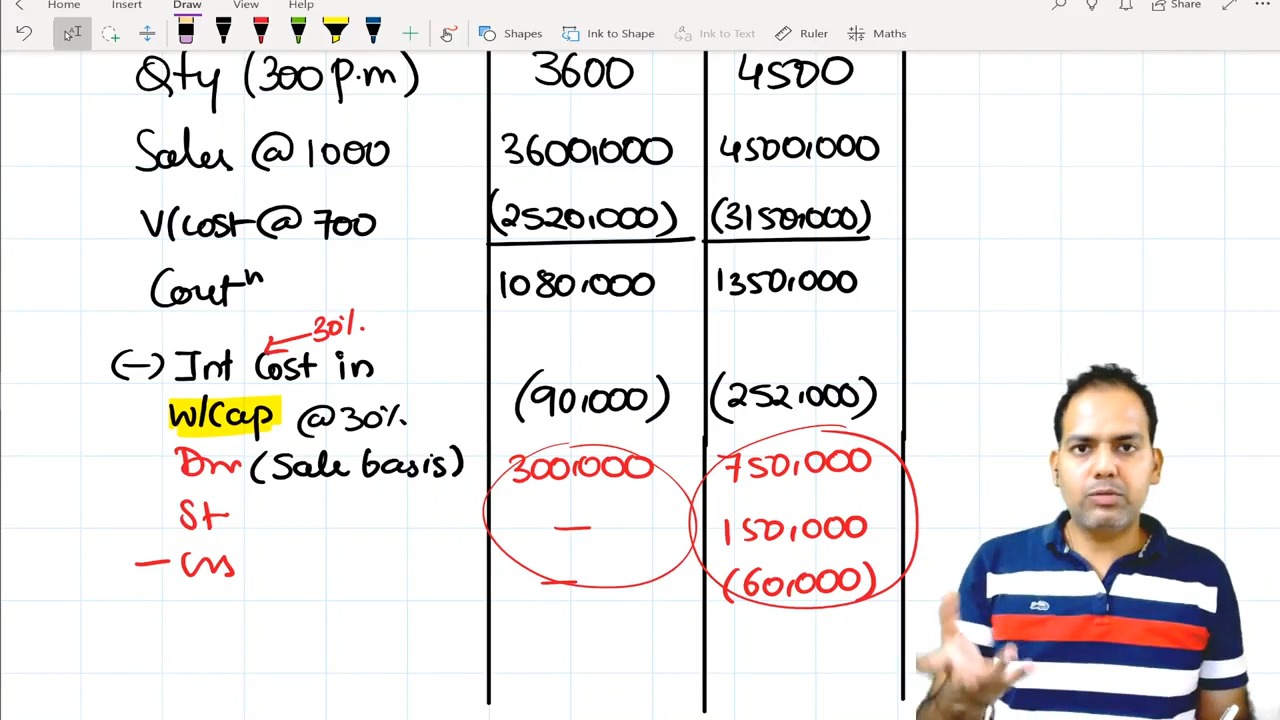 Home Insert Draw View Help Share
Shapes Ink to Shape Ink to Text Ruler Maths
Qty (300 p.m) 3600 4500
Sales @ 1000 3600,000 4500,000
V/Cost @ 700 (2520,000) (3150,000)
Contⁿ 1080,000 1350,000
30%.
(-) Int Cost in
W/Cap @ 30%. (90,000) (252,000)
Drs (Sale basis) 300,000 750,000
St — 150,000
- Crs — (60,000)